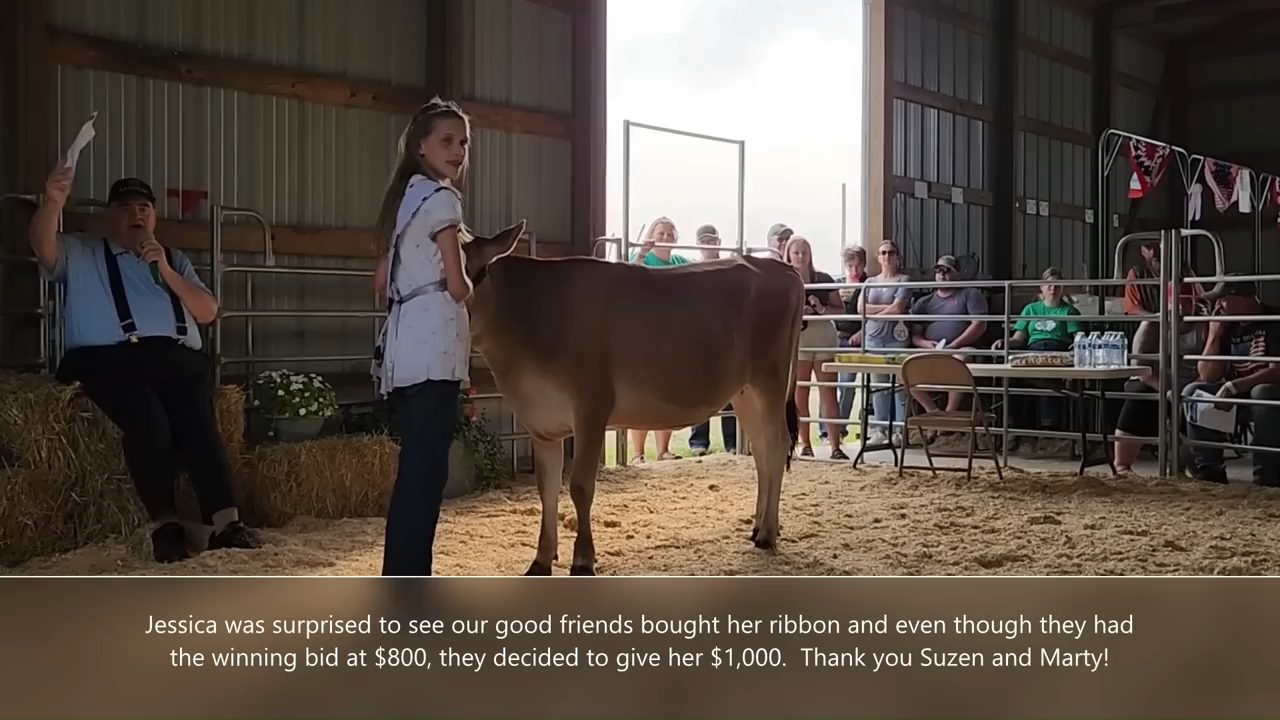 Jessica was surprised to see our good friends bought her ribbon and even though they had
the winning bid at $800, they decided to give her $1,000.  Thank you Suzen and Marty!